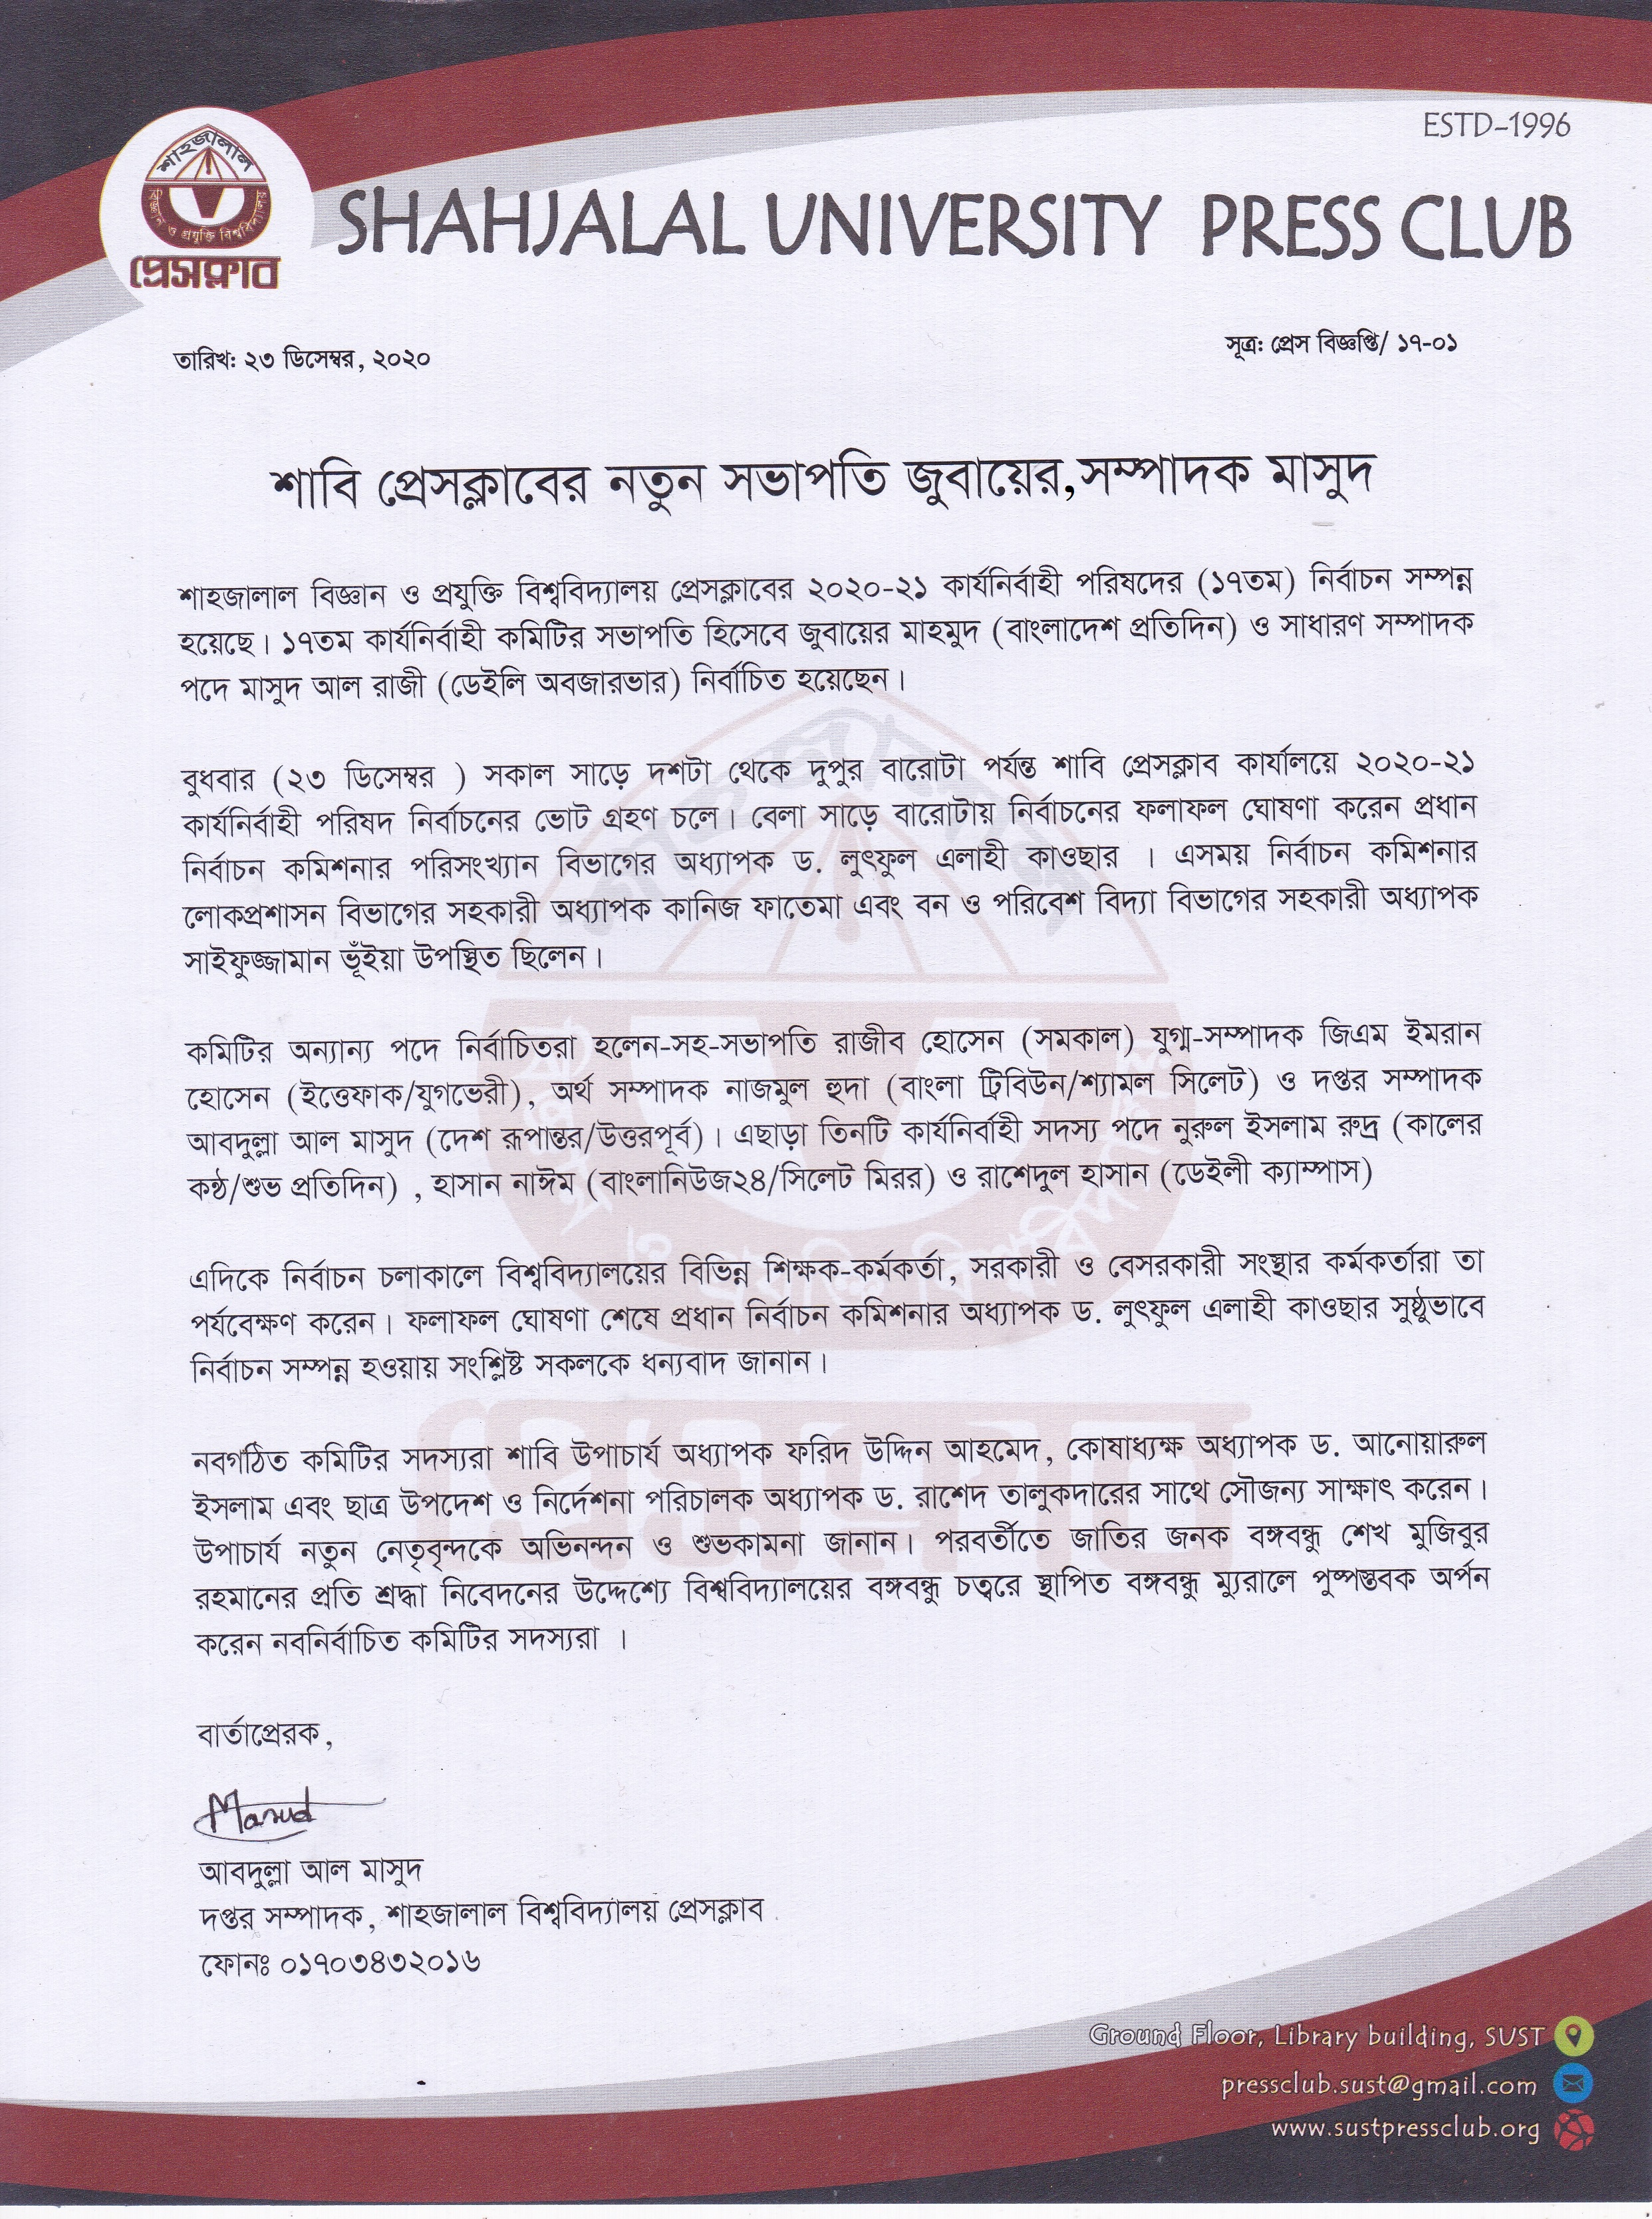 ESTD-1996
শাহজালাল
বিজ্ঞান ও প্রযুক্তি বিশ্ববিদ্যালয়
প্রেসক্লাব
SHAHJALAL UNIVERSITY PRESS CLUB
তারিখ: ২৩ ডিসেম্বর, ২০২০
সূত্র: প্রেস বিজ্ঞপ্তি/ ১৭-০১
শাবি প্রেসক্লাবের নতুন সভাপতি জুবায়ের,সম্পাদক মাসুদ
শাহজালাল বিজ্ঞান ও প্রযুক্তি বিশ্ববিদ্যালয় প্রেসক্লাবের ২০২০-২১ কার্যনির্বাহী পরিষদের (১৭তম) নির্বাচন সম্পন্ন
হয়েছে। ১৭তম কার্যনির্বাহী কমিটির সভাপতি হিসেবে জুবায়ের মাহমুদ (বাংলাদেশ প্রতিদিন) ও সাধারণ সম্পাদক
পদে মাসুদ আল রাজী (ডেইলি অবজারভার) নির্বাচিত হয়েছেন।
বুধবার (২৩ ডিসেম্বর ) সকাল সাড়ে দশটা থেকে দুপুর বারোটা পর্যন্ত শাবি প্রেসক্লাব কার্যালয়ে ২০২০-২১
কার্যনির্বাহী পরিষদ নির্বাচনের ভোট গ্রহণ চলে। বেলা সাড়ে বারোটায় নির্বাচনের ফলাফল ঘোষণা করেন প্রধান
নির্বাচন কমিশনার পরিসংখ্যান বিভাগের অধ্যাপক ড. লুৎফুল এলাহী কাওছার । এসময় নির্বাচন কমিশনার
লোকপ্রশাসন বিভাগের সহকারী অধ্যাপক কানিজ ফাতেমা এবং বন ও পরিবেশ বিদ্যা বিভাগের সহকারী অধ্যাপক
সাইফুজ্জামান ভূঁইয়া উপস্থিত ছিলেন।
কমিটির অন্যান্য পদে নির্বাচিতরা হলেন-সহ-সভাপতি রাজীব হোসেন (সমকাল) যুগ্ম-সম্পাদক জিএম ইমরান
হোসেন (ইত্তেফাক/যুগভেরী), অর্থ সম্পাদক নাজমুল হুদা (বাংলা ট্রিবিউন/শ্যামল সিলেট) ও দপ্তর সম্পাদক
আবদুল্লা আল মাসুদ (দেশ রূপান্তর/উত্তরপূর্ব)। এছাড়া তিনটি কার্যনির্বাহী সদস্য পদে নুরুল ইসলাম রুদ্র (কালের
কন্ঠ/শুভ প্রতিদিন) , হাসান নাঈম (বাংলানিউজ২৪/সিলেট মিরর) ও রাশেদুল হাসান (ডেইলী ক্যাম্পাস)
এদিকে নির্বাচন চলাকালে বিশ্ববিদ্যালয়ের বিভিন্ন শিক্ষক-কর্মকর্তা, সরকারী ও বেসরকারী সংস্থার কর্মকর্তারা তা
পর্যবেক্ষণ করেন। ফলাফল ঘোষণা শেষে প্রধান নির্বাচন কমিশনার অধ্যাপক ড. লুৎফুল এলাহী কাওছার সুষ্ঠুভাবে
নির্বাচন সম্পন্ন হওয়ায় সংশ্লিষ্ট সকলকে ধন্যবাদ জানান।
নবগঠিত কমিটির সদস্যরা শাবি উপাচার্য অধ্যাপক ফরিদ উদ্দিন আহমেদ, কোষাধ্যক্ষ অধ্যাপক ড. আনোয়ারুল
ইসলাম এবং ছাত্র উপদেশ ও নির্দেশনা পরিচালক অধ্যাপক ড. রাশেদ তালুকদারের সাথে সৌজন্য সাক্ষাৎ করেন।
উপাচার্য নতুন নেতৃবৃন্দকে অভিনন্দন ও শুভকামনা জানান। পরবর্তীতে জাতির জনক বঙ্গবন্ধু শেখ মুজিবুর
রহমানের প্রতি শ্রদ্ধা নিবেদনের উদ্দেশ্যে বিশ্ববিদ্যালয়ের বঙ্গবন্ধু চত্বরে স্থাপিত বঙ্গবন্ধু ম্যুরালে পুষ্পস্তবক অর্পন
করেন নবনির্বাচিত কমিটির সদস্যরা ।
বার্তাপ্রেরক,
Masud
আবদুল্লা আল মাসুদ
দপ্তর সম্পাদক, শাহজালাল বিশ্ববিদ্যালয় প্রেসক্লাব
ফোনঃ ০১৭০৩৪৩২০১৬
Ground Floor, Library building, SUST
pressclub.sust@gmail.com
www.sustpressclub.org